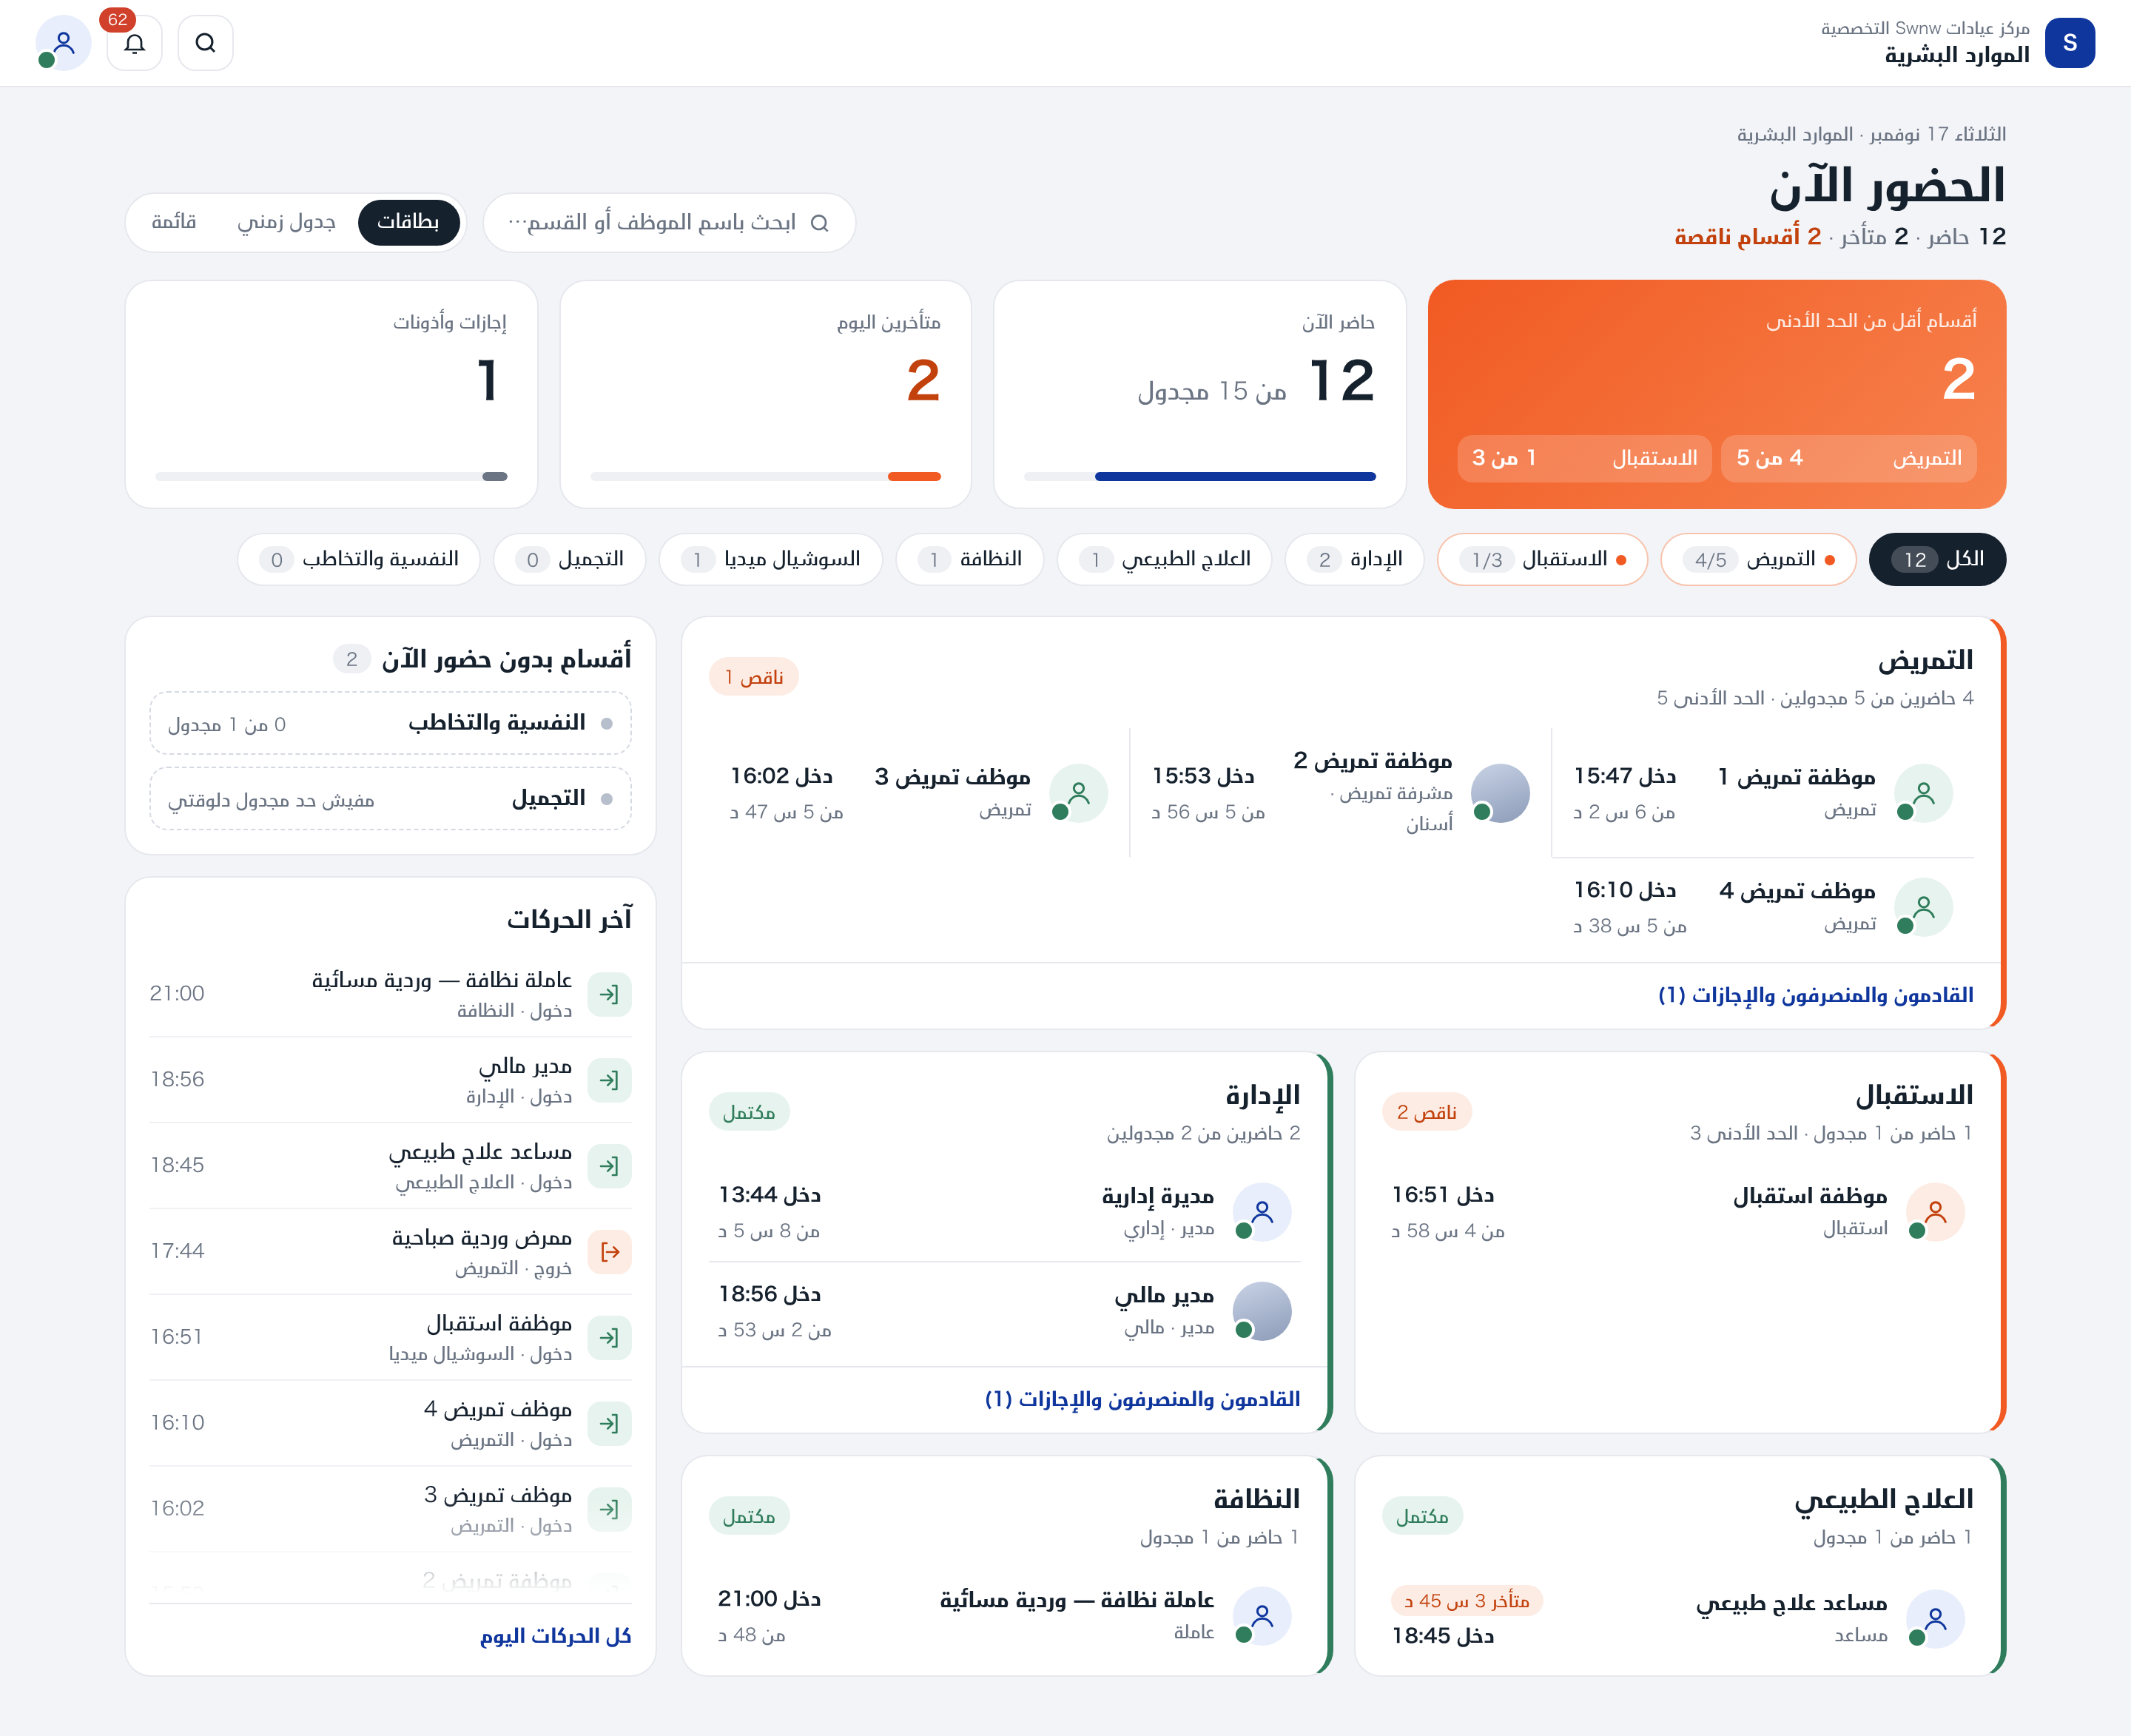 S
مركز عيادات Swnw التخصصية
الموارد البشرية
62
الثلاثاء 17 نوفمبر · الموارد البشرية
الحضور الآن
12 حاضر · 2 متأخر · 2 أقسام ناقصة
ابحث باسم الموظف أو القسم...
بطاقات
جدول زمني
قائمة
أقسام أقل من الحد الأدنى
2
التمريض 4 من 5
الاستقبال 1 من 3
حاضر الآن
12 من 15 مجدول
متأخرين اليوم
2
إجازات وأذونات
1
الكل 12
التمريض 4/5
الاستقبال 1/3
الإدارة 2
العلاج الطبيعي 1
النظافة 1
السوشيال ميديا 1
التجميل 0
النفسية والتخاطب 0
التمريض
ناقص 1
4 حاضرين من 5 مجدولين · الحد الأدنى 5
موظفة تمريض 1
تمريض
دخل 15:47
من 6 س 2 د
موظفة تمريض 2
مشرفة تمريض ·
أسنان
دخل 15:53
من 5 س 56 د
موظف تمريض 3
تمريض
دخل 16:02
من 5 س 47 د
موظف تمريض 4
تمريض
دخل 16:10
من 5 س 38 د
القادمون والمنصرفون والإجازات (1)
الاستقبال
ناقص 2
1 حاضر من 1 مجدول · الحد الأدنى 3
موظفة استقبال
استقبال
دخل 16:51
من 4 س 58 د
الإدارة
مكتمل
2 حاضرين من 2 مجدولين
مديرة إدارية
مدير · إداري
دخل 13:44
من 8 س 5 د
مدير مالي
مدير · مالي
دخل 18:56
من 2 س 53 د
القادمون والمنصرفون والإجازات (1)
العلاج الطبيعي
مكتمل
1 حاضر من 1 مجدول
مساعد علاج طبيعي
مساعد
متأخر 3 س 45 د
دخل 18:45
النظافة
مكتمل
1 حاضر من 1 مجدول
عاملة نظافة — وردية مسائية
عاملة
دخل 21:00
من 48 د
أقسام بدون حضور الآن 2
النفسية والتخاطب
0 من 1 مجدول
التجميل
مفيش حد مجدول دلوقتي
آخر الحركات
عاملة نظافة — وردية مسائية
دخول · النظافة
21:00
مدير مالي
دخول · الإدارة
18:56
مساعد علاج طبيعي
دخول · العلاج الطبيعي
18:45
ممرض وردية صباحية
خروج · التمريض
17:44
موظفة استقبال
دخول · السوشيال ميديا
16:51
موظف تمريض 4
دخول · التمريض
16:10
موظف تمريض 3
دخول · التمريض
16:02
موظفة تمريض 2
كل الحركات اليوم